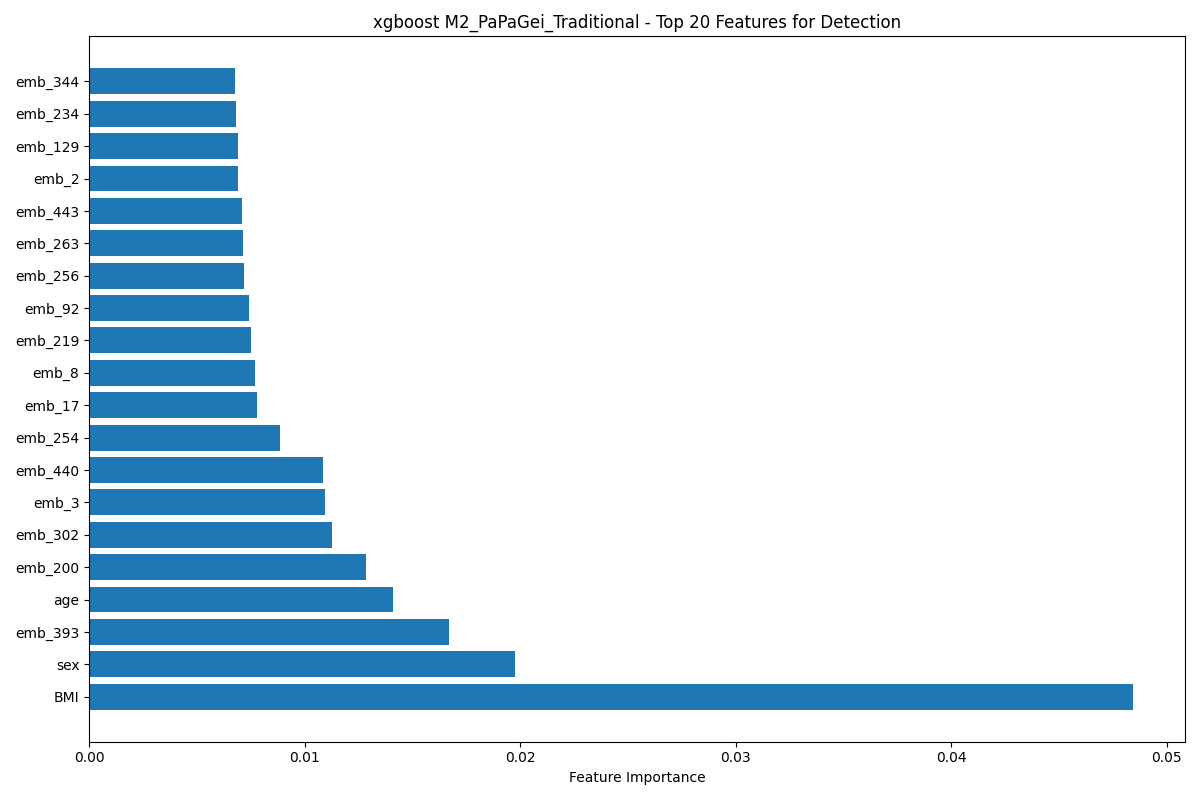 xgboost M2_PaPaGei_Traditional - Top 20 Features for Detection
emb_344
emb_234
emb_129
emb_2
emb_443
emb_263
emb_256
emb_92
emb_219
emb_8
emb_17
emb_254
emb_440
emb_3
emb_302
emb_200
age
emb_393
sex
BMI
0.00 0.01 0.02 0.03 0.04 0.05
Feature Importance